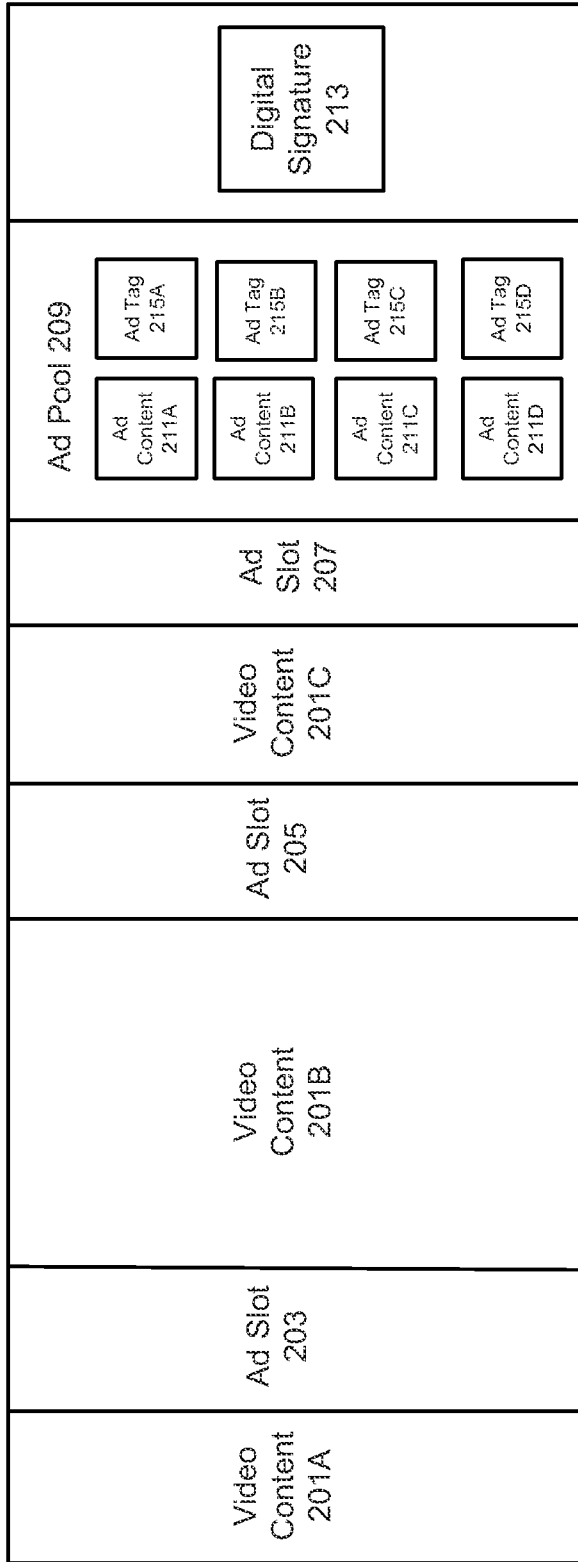 Video
Content
201A
Ad Slot
203
Video
Content
201B
Ad Slot
205
Video
Content
201C
Ad
Slot
207
Ad Pool 209
Ad
Content
211A
Ad Tag
215A
Ad
Content
211B
Ad Tag
215B
Ad
Content
211C
Ad Tag
215C
Ad
Content
211D
Ad Tag
215D
Digital
Signature
213